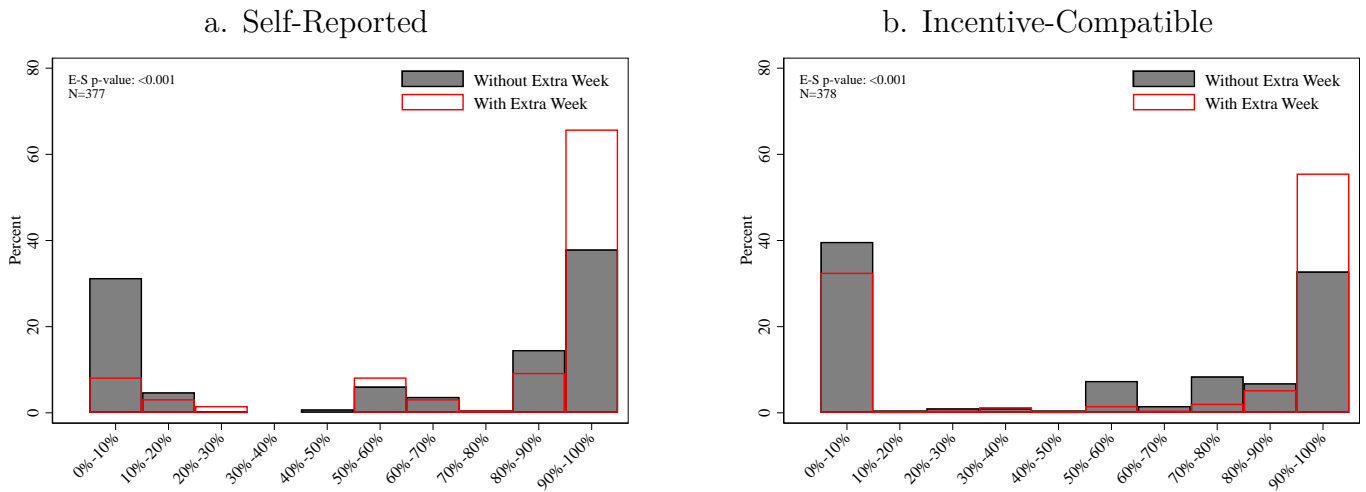 a. Self-Reported
E-S p-value: <0.001
N=377
Without Extra Week
With Extra Week
Percent
80
60
40
20
0
0%-10%
10%-20%
20%-30%
30%-40%
40%-50%
50%-60%
60%-70%
70%-80%
80%-90%
90%-100%
b. Incentive-Compatible
E-S p-value: <0.001
N=378
Without Extra Week
With Extra Week
Percent
80
60
40
20
0
0%-10%
10%-20%
20%-30%
30%-40%
40%-50%
50%-60%
60%-70%
70%-80%
80%-90%
90%-100%